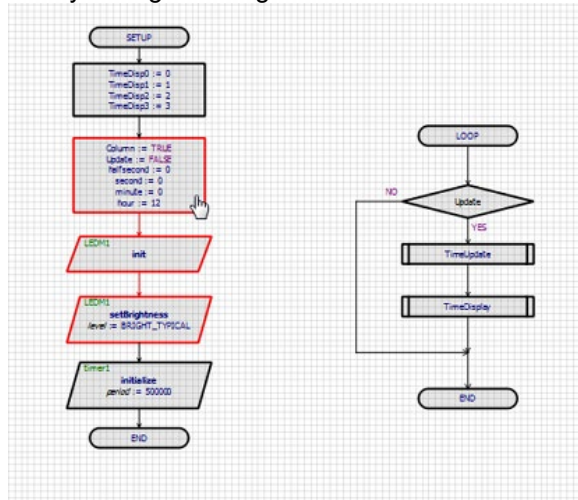 SETUP
TimeDisp0 := 0
TimeDisp1 := 1
TimeDisp2 := 2
TimeDisp3 := 3
Column := TRUE
Update := FALSE
halfsecond := 0
second := 0
minute := 0
hour := 12
LEDM1
init
LEDM1
setBrightness
level := BRIGHT_TYPICAL
timer1
initialize
period := 500000
END
LOOP
NO
Update
YES
TimeUpdate
TimeDisplay
END